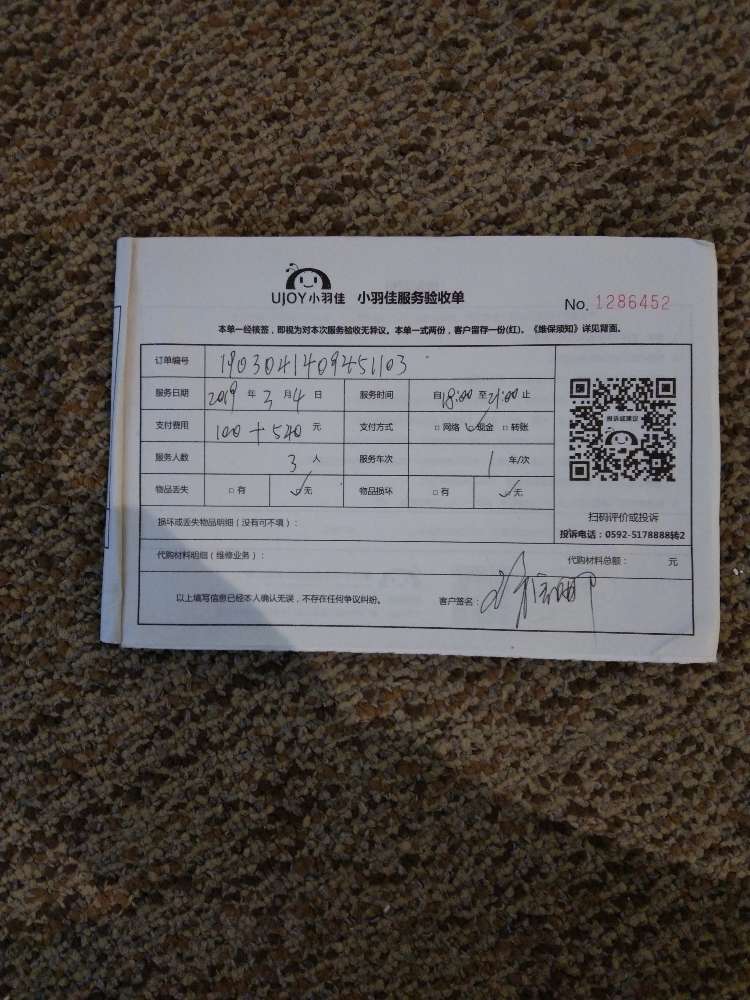 UJOY小羽佳 小羽佳服务验收单
No. 1286452
本单一经核签，即视为对本次服务验收无异议。本单一式两份，客户留存一份(红)。《维保须知》详见背面。
订单编号 1903041409451103
服务日期 2019 年 3 月 4 日 服务时间 自 18:00 至 21:00 止
支付费用 100+540 元 支付方式 □网络 ✓现金 □转账
服务人数 3 人 服务车次 1 车/次
物品丢失 □有 ✓无 物品损坏 □有 ✓无
投诉或建议
扫码评价或投诉
投诉电话：0592-5178888转2
损坏或丢失物品明细（没有可不填）：
代购材料明细（维修业务）： 代购材料总额： 元
以上填写信息已经本人确认无误，不存在任何争议纠纷。 客户签名：